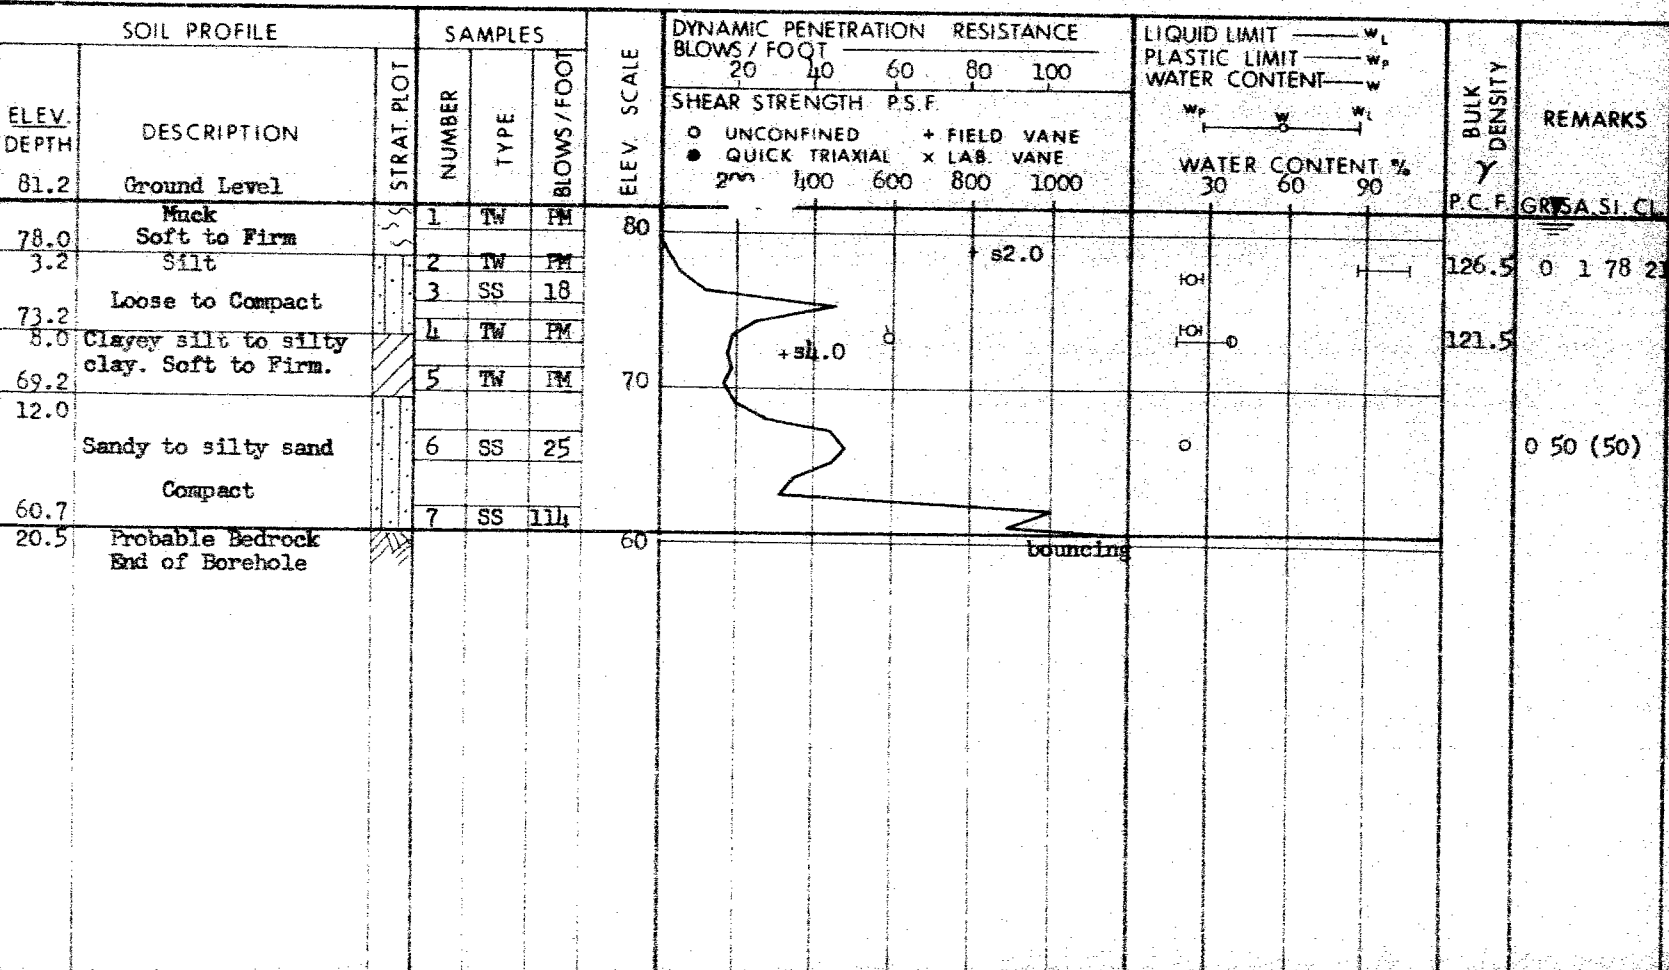 SOIL PROFILE
SAMPLES
ELEV. SCALE
DYNAMIC PENETRATION RESISTANCE
BLOWS / FOOT
20 40 60 80 100
SHEAR STRENGTH P.S.F.
o UNCONFINED + FIELD VANE
● QUICK TRIAXIAL x LAB. VANE
400 600 800 1000
LIQUID LIMIT wL
PLASTIC LIMIT wP
WATER CONTENT w
wP w wL
WATER CONTENT %
30 60 90
BULK DENSITY
γ
P.C.F.
REMARKS
GR. SA. SI. CL.
ELEV. DEPTH
DESCRIPTION
STRAT. PLOT
NUMBER
TYPE
BLOWS / FOOT
81.2 Ground Level
Muck
Soft to Firm
1 TW PM
80
78.0
3.2 Silt
2 TW PM
+ s2.0
126.5 0 1 78 21
Loose to Compact
3 SS 18
73.2
8.0 Clayey silt to silty
clay. Soft to Firm.
4 TW PM
+ s4.0
121.5
69.2
5 TW PM
70
12.0
Sandy to silty sand
6 SS 25
0 50 (50)
Compact
60.7
7 SS 114
20.5 Probable Bedrock
End of Borehole
60
bouncing